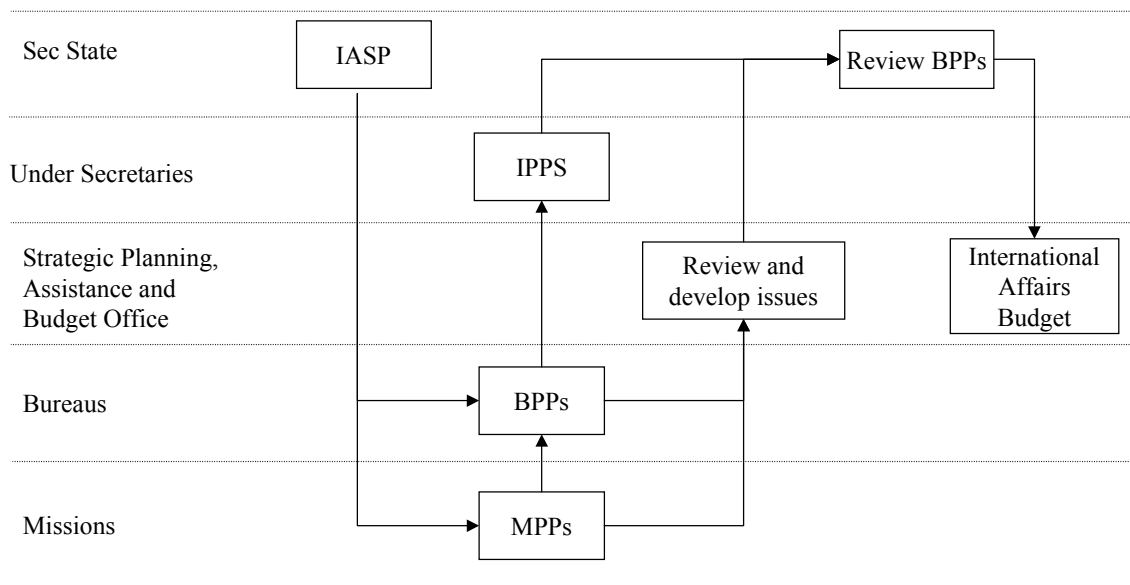 Sec State
IASP
Review BPPs
Under Secretaries
IPPS
Strategic Planning,
Assistance and
Budget Office
Review and
develop issues
International
Affairs
Budget
Bureaus
BPPs
Missions
MPPs